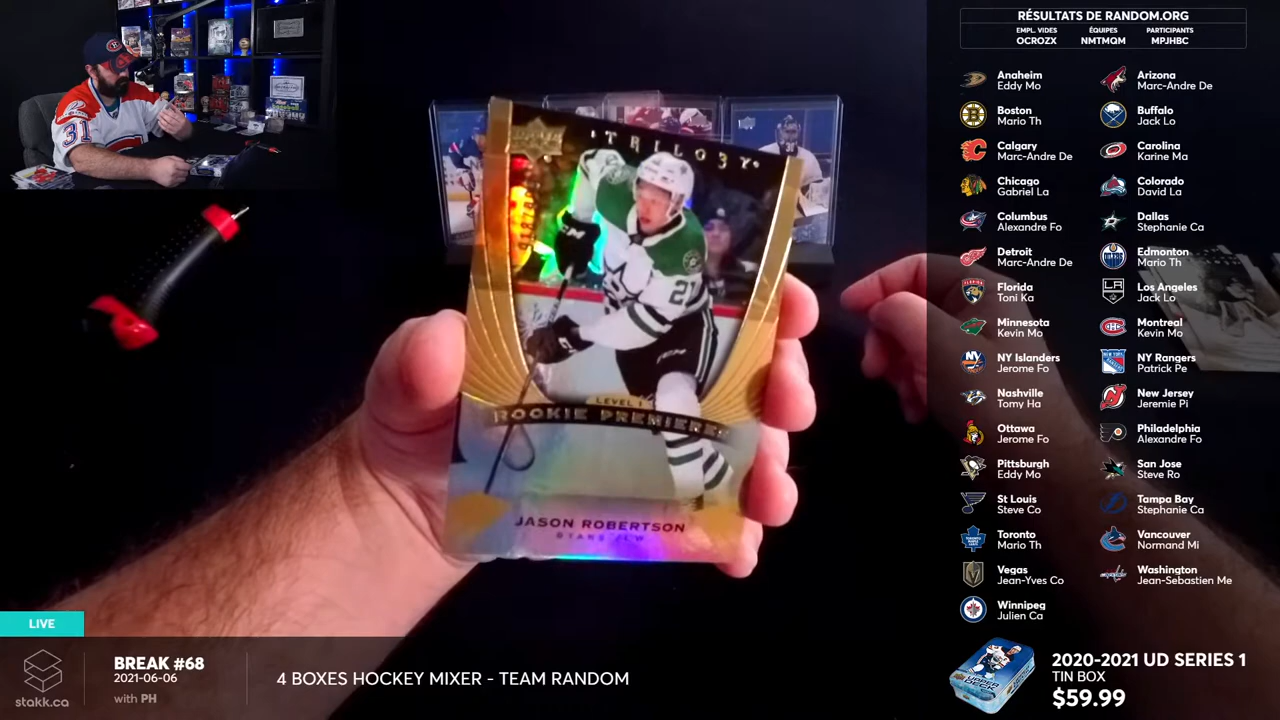 RÉSULTATS DE RANDOM.ORG
EMPL. VIDES ÉQUIPES PARTICIPANTS
OCROZX NMTMQM MPJHBC
Anaheim
Eddy Mo
Arizona
Marc-Andre De
Boston
Mario Th
Buffalo
Jack Lo
Calgary
Marc-Andre De
Carolina
Karine Ma
Chicago
Gabriel La
Colorado
David La
Columbus
Alexandre Fo
Dallas
Stephanie Ca
Detroit
Marc-Andre De
Edmonton
Mario Th
Florida
Toni Ka
Los Angeles
Jack Lo
Minnesota
Kevin Mo
Montreal
Kevin Mo
NY Islanders
Jerome Fo
NY Rangers
Patrick Pe
Nashville
Tomy Ha
New Jersey
Jeremie Pi
Ottawa
Jerome Fo
Philadelphia
Alexandre Fo
Pittsburgh
Eddy Mo
San Jose
Steve Ro
St Louis
Steve Co
Tampa Bay
Stephanie Ca
Toronto
Mario Th
Vancouver
Normand Mi
Vegas
Jean-Yves Co
Washington
Jean-Sebastien Me
Winnipeg
Julien Ca
31
TRILOGY
21
LEVEL 1
ROOKIE PREMIERE
JASON ROBERTSON
STARS / LW
LIVE
stakk.ca
BREAK #68
2021-06-06
with PH
4 BOXES HOCKEY MIXER - TEAM RANDOM
2020-2021 UD SERIES 1
TIN BOX
$59.99